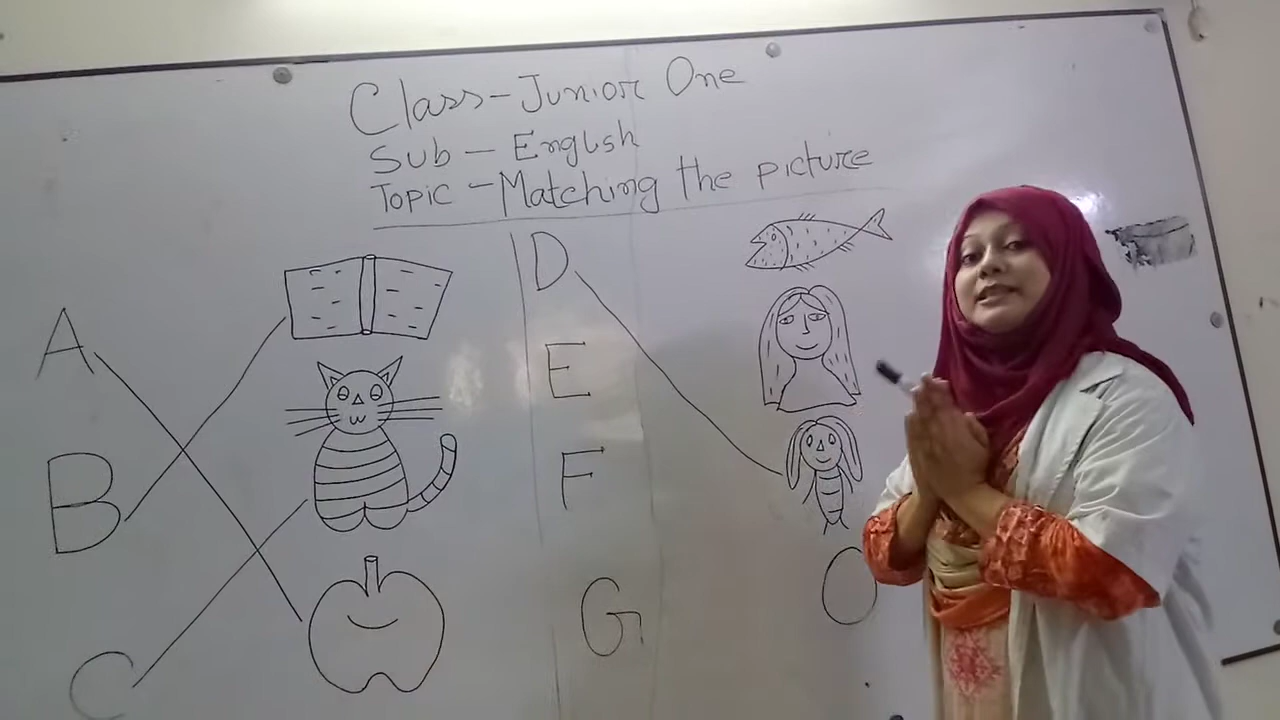 Class - Junior One
Sub - English
Topic - Matching the picture
A
B
C
D
E
F
G